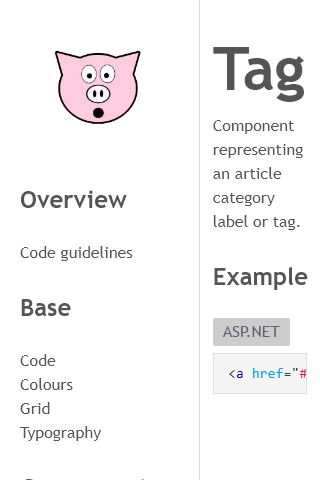 Overview
Code guidelines
Base
Code
Colours
Grid
Typography
Tag
Component
representing
an article
category
label or tag.
Example
ASP.NET
<a href="#